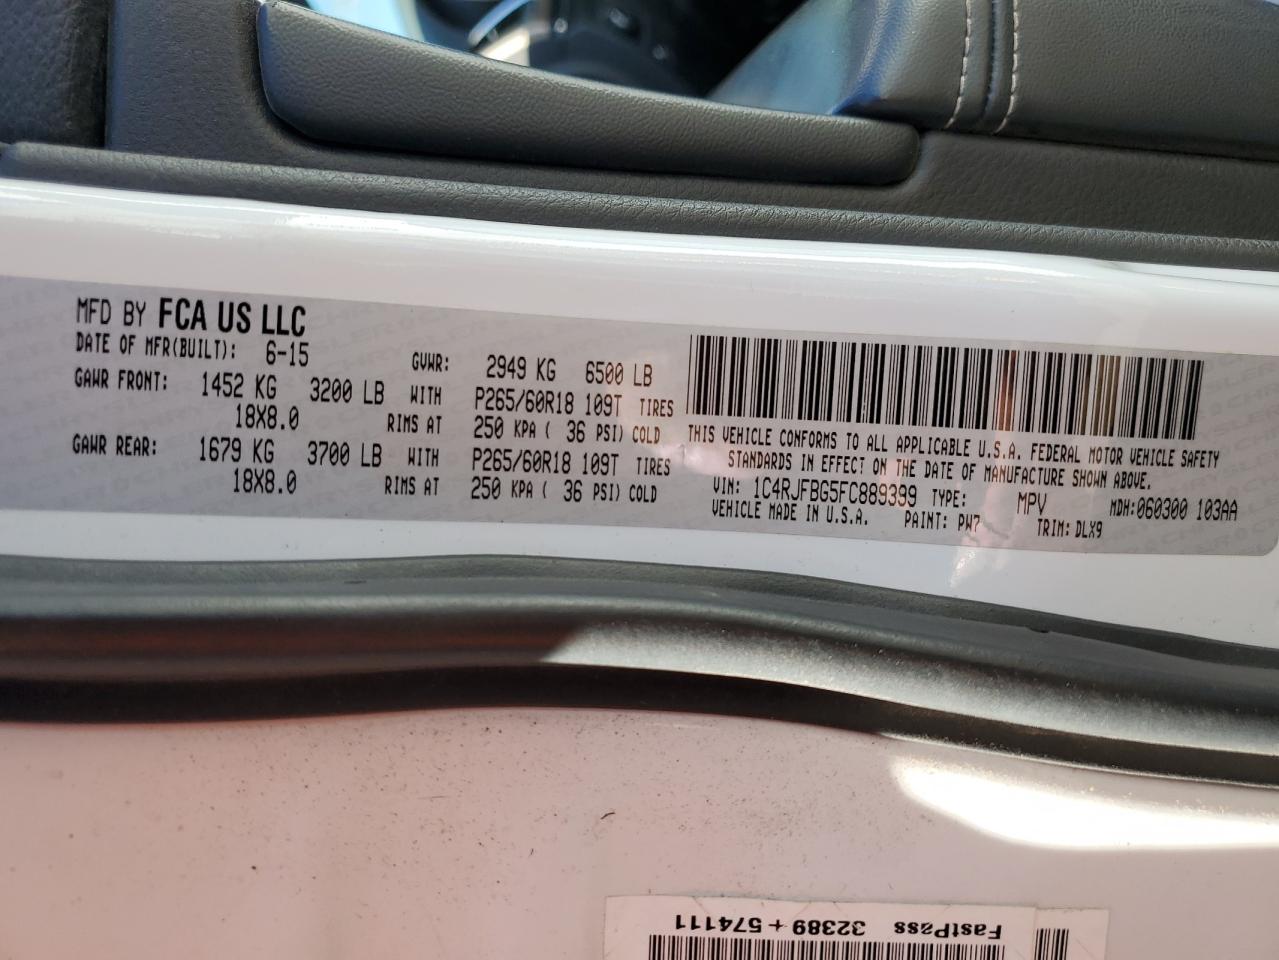 MFD BY FCA US LLC
DATE OF MFR(BUILT): 6-15 GVWR: 2949 KG 6500 LB
GAWR FRONT: 1452 KG 3200 LB WITH P265/60R18 109T TIRES
18X8.0 RIMS AT 250 KPA ( 36 PSI) COLD
GAWR REAR: 1679 KG 3700 LB WITH P265/60R18 109T TIRES
18X8.0 RIMS AT 250 KPA ( 36 PSI) COLD
THIS VEHICLE CONFORMS TO ALL APPLICABLE U.S.A. FEDERAL MOTOR VEHICLE SAFETY
STANDARDS IN EFFECT ON THE DATE OF MANUFACTURE SHOWN ABOVE.
VIN: 1C4RJFBG5FC889399 TYPE: MPV MDH:060300 103AA
VEHICLE MADE IN U.S.A. PAINT: PW7 TRIM: DLX9
FastPass 32389+574111